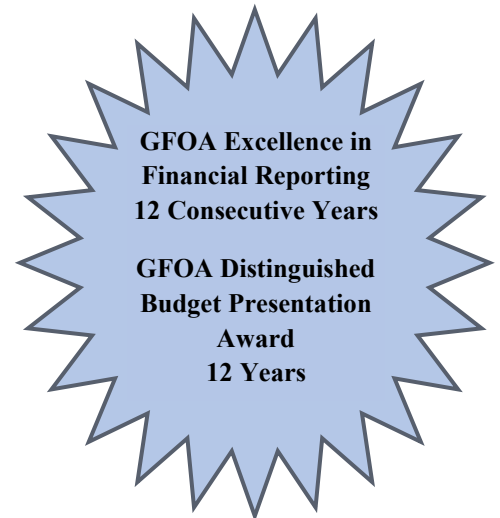 GFOA Excellence in
Financial Reporting
12 Consecutive Years
GFOA Distinguished
Budget Presentation
Award
12 Years